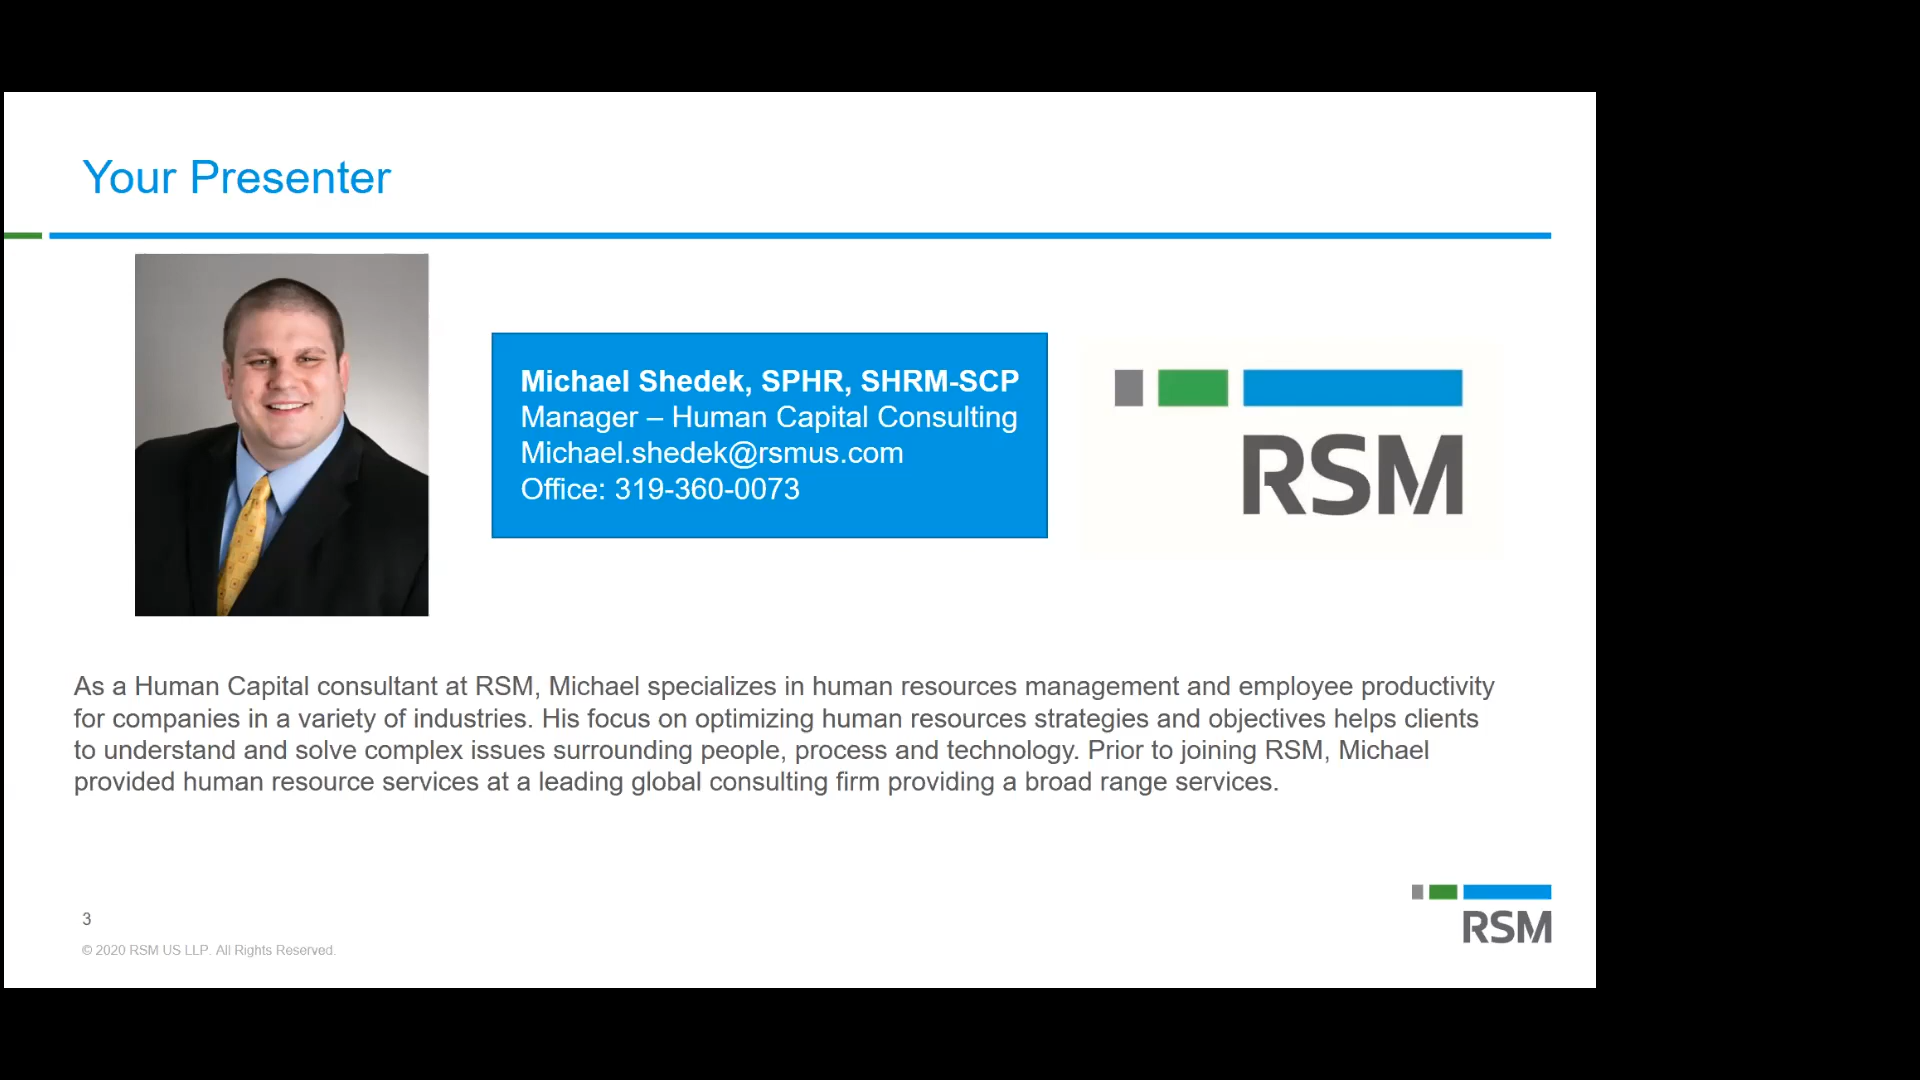 Your Presenter
Michael Shedek, SPHR, SHRM-SCP
Manager – Human Capital Consulting
Michael.shedek@rsmus.com
Office: 319-360-0073
RSM
As a Human Capital consultant at RSM, Michael specializes in human resources management and employee productivity
for companies in a variety of industries. His focus on optimizing human resources strategies and objectives helps clients
to understand and solve complex issues surrounding people, process and technology. Prior to joining RSM, Michael
provided human resource services at a leading global consulting firm providing a broad range services.
3
© 2020 RSM US LLP. All Rights Reserved.
RSM